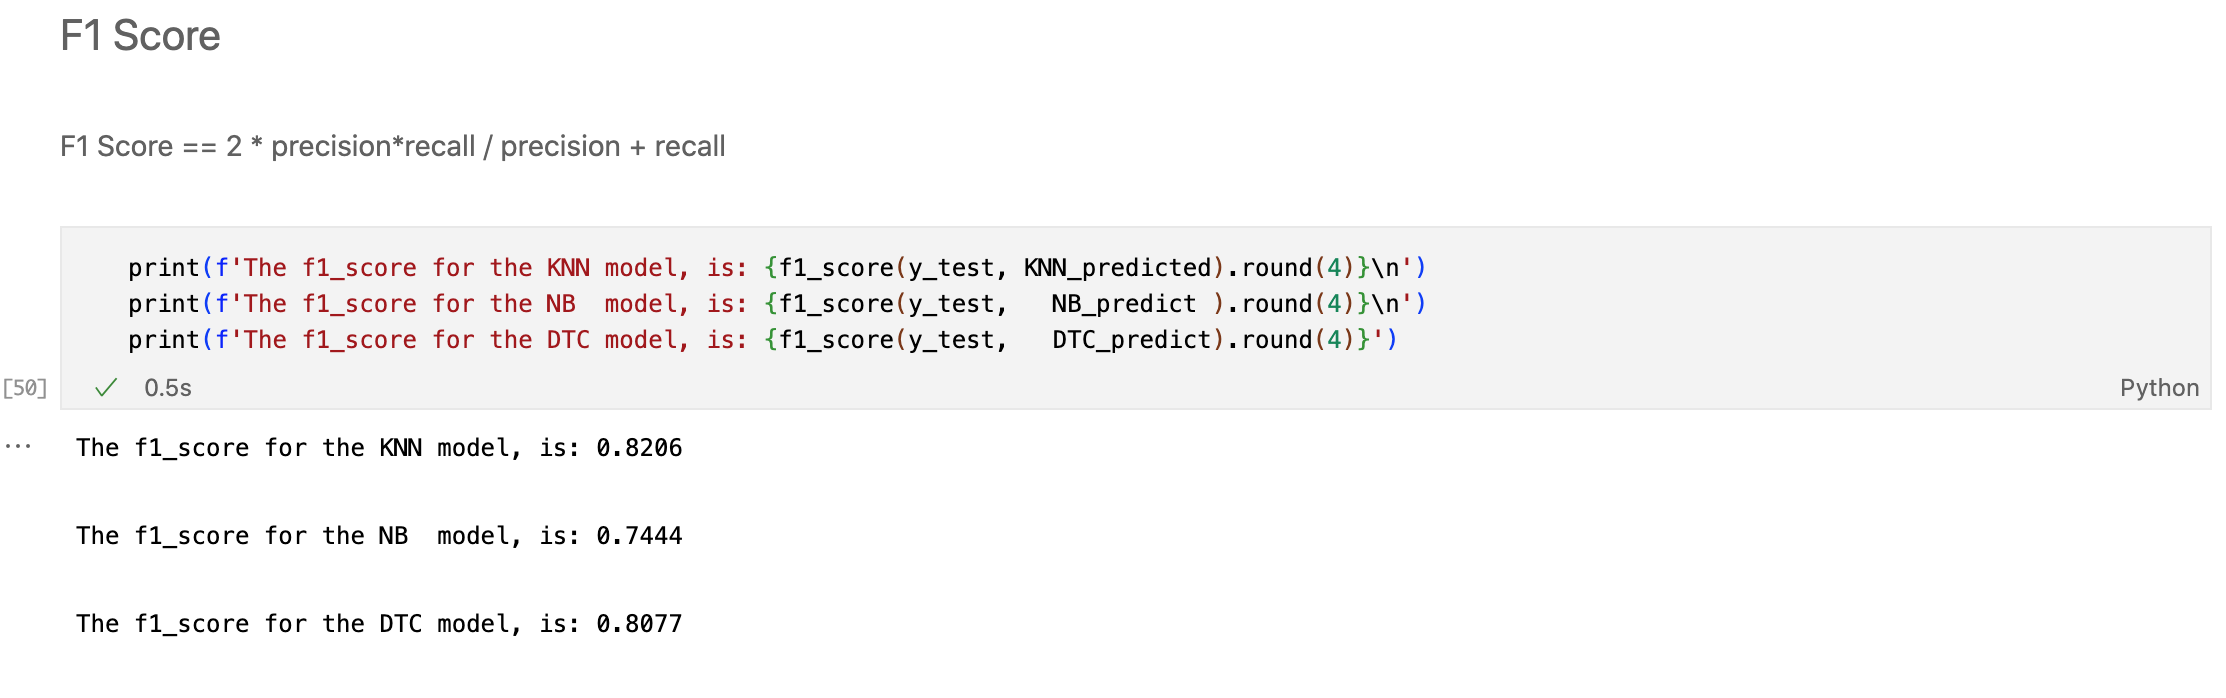 F1 Score
F1 Score == 2 * precision*recall / precision + recall
print(f'The f1_score for the KNN model, is: {f1_score(y_test, KNN_predicted).round(4)}\n')
print(f'The f1_score for the NB  model, is: {f1_score(y_test,   NB_predict ).round(4)}\n')
print(f'The f1_score for the DTC model, is: {f1_score(y_test,   DTC_predict).round(4)}')
[50] ✓ 0.5s Python
... The f1_score for the KNN model, is: 0.8206
The f1_score for the NB  model, is: 0.7444
The f1_score for the DTC model, is: 0.8077